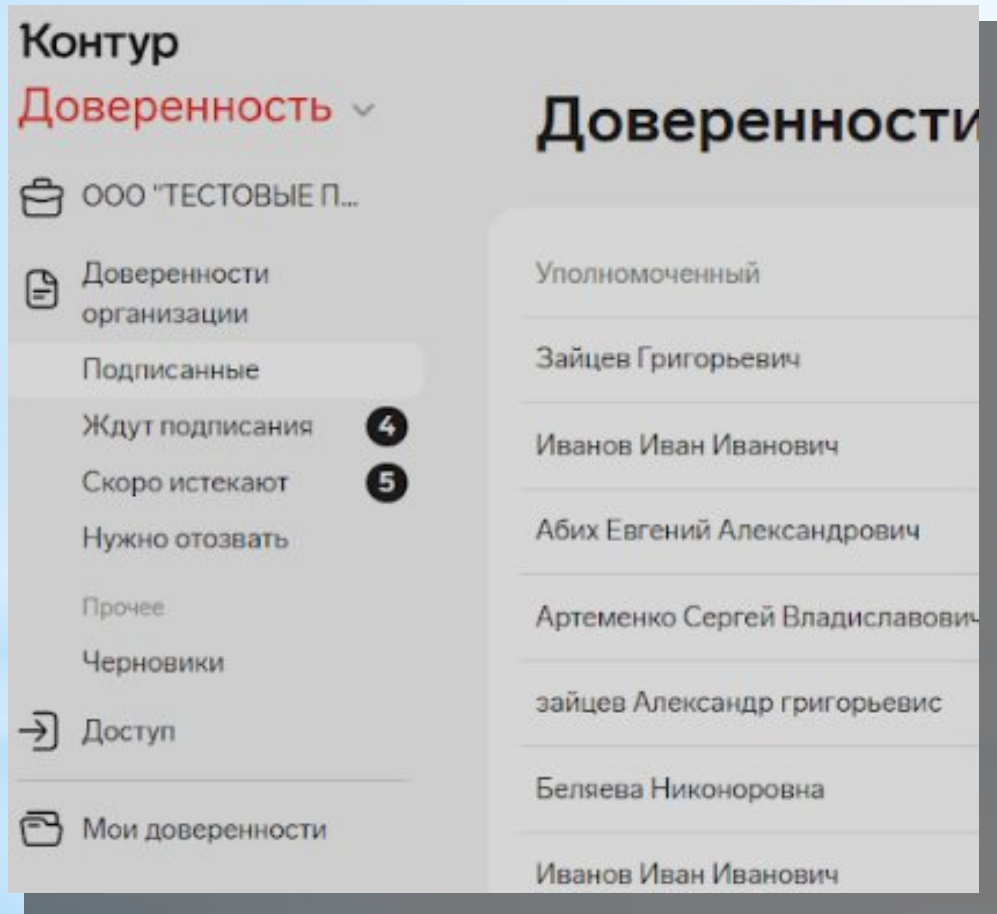 Контур
Доверенность
ООО "ТЕСТОВЫЕ П...
Доверенности
организации
Подписанные
Ждут подписания 4
Скоро истекают 5
Нужно отозвать
Прочее
Черновики
Доступ
Мои доверенности
Доверенности
Уполномоченный
Зайцев Григорьевич
Иванов Иван Иванович
Абих Евгений Александрович
Артеменко Сергей Владиславович
зайцев Александр григорьевис
Беляева Никоноровна
Иванов Иван Иванович